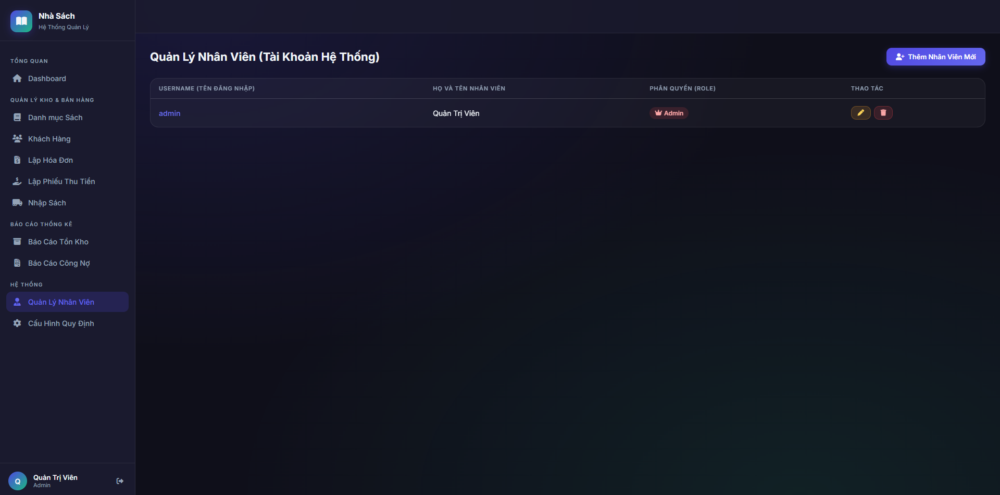 Nhà Sách
Hệ Thống Quản Lý
TỔNG QUAN
Dashboard
QUẢN LÝ KHO & BÁN HÀNG
Danh mục Sách
Khách Hàng
Lập Hóa Đơn
Lập Phiếu Thu Tiền
Nhập Sách
BÁO CÁO THỐNG KÊ
Báo Cáo Tồn Kho
Báo Cáo Công Nợ
HỆ THỐNG
Quản Lý Nhân Viên
Cấu Hình Quy Định
Q
Quản Trị Viên
Admin
Quản Lý Nhân Viên (Tài Khoản Hệ Thống)
Thêm Nhân Viên Mới
USERNAME (TÊN ĐĂNG NHẬP) HỌ VÀ TÊN NHÂN VIÊN PHÂN QUYỀN (ROLE) THAO TÁC
admin Quản Trị Viên Admin